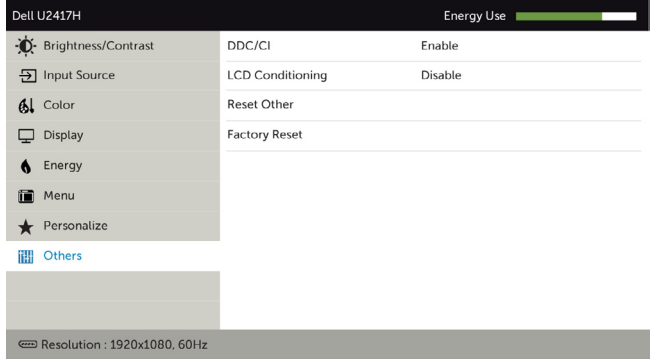 Dell U2417H Energy Use
Brightness/Contrast DDC/CI Enable
Input Source LCD Conditioning Disable
Color Reset Other
Display Factory Reset
Energy
Menu
Personalize
Others
Resolution : 1920x1080, 60Hz